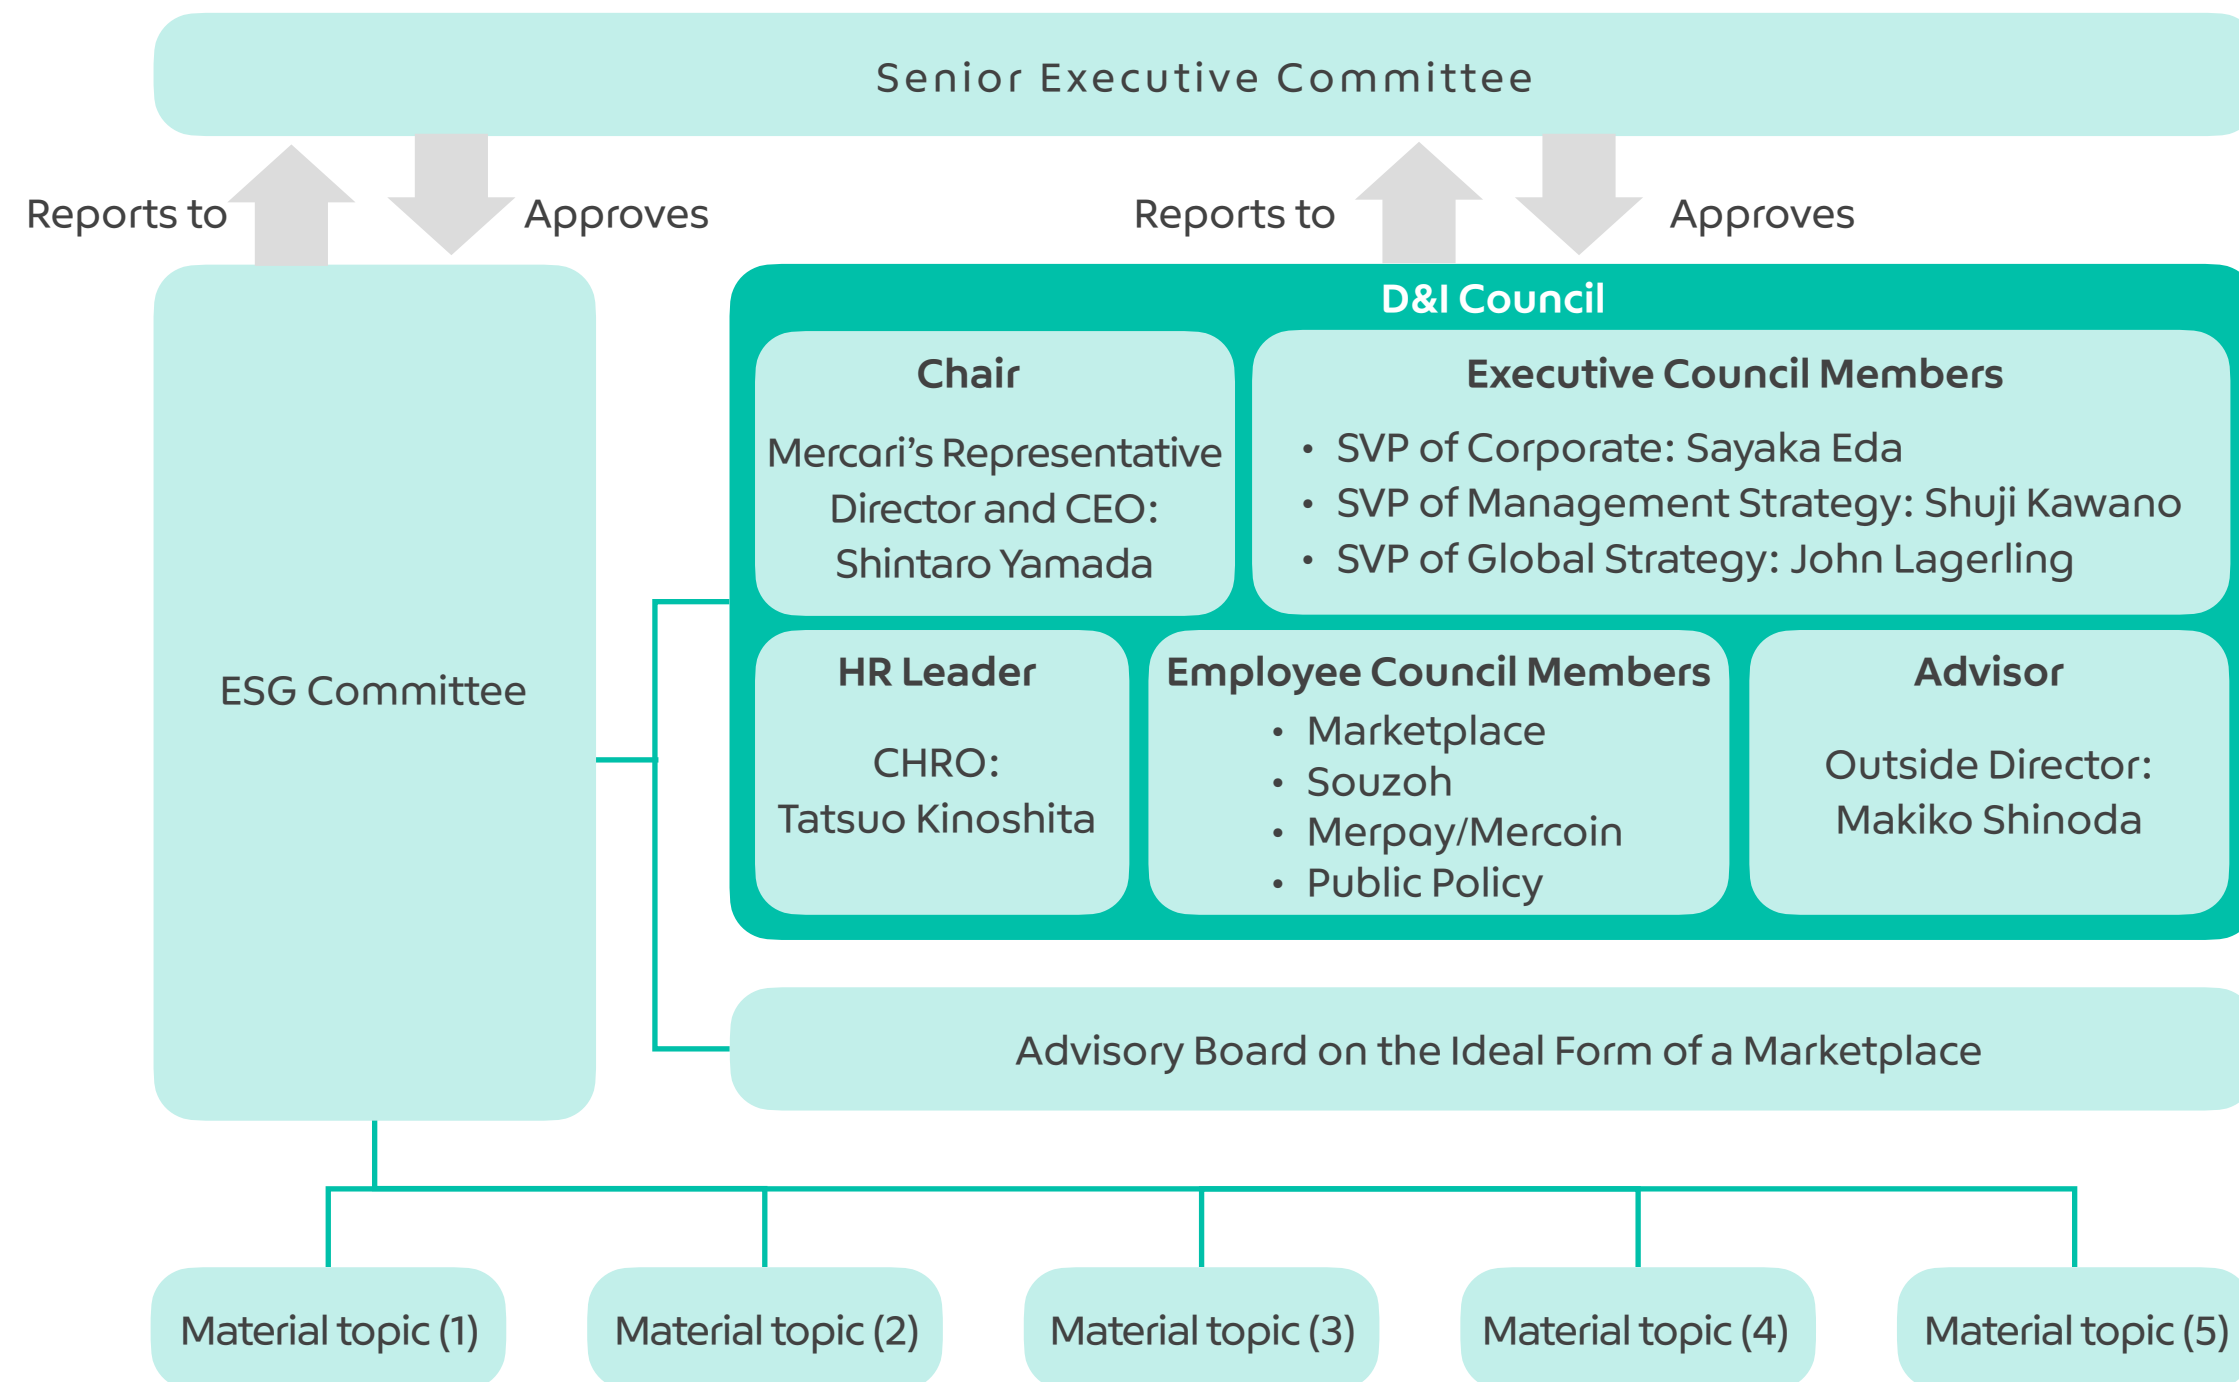 Senior Executive Committee
Reports to
Approves
Reports to
Approves
ESG Committee
D&I Council
Chair
Mercari's Representative
Director and CEO:
Shintaro Yamada
Executive Council Members
• SVP of Corporate: Sayaka Eda
• SVP of Management Strategy: Shuji Kawano
• SVP of Global Strategy: John Lagerling
HR Leader
CHRO:
Tatsuo Kinoshita
Employee Council Members
• Marketplace
• Souzoh
• Merpay/Mercoin
• Public Policy
Advisor
Outside Director:
Makiko Shinoda
Advisory Board on the Ideal Form of a Marketplace
Material topic (1)
Material topic (2)
Material topic (3)
Material topic (4)
Material topic (5)